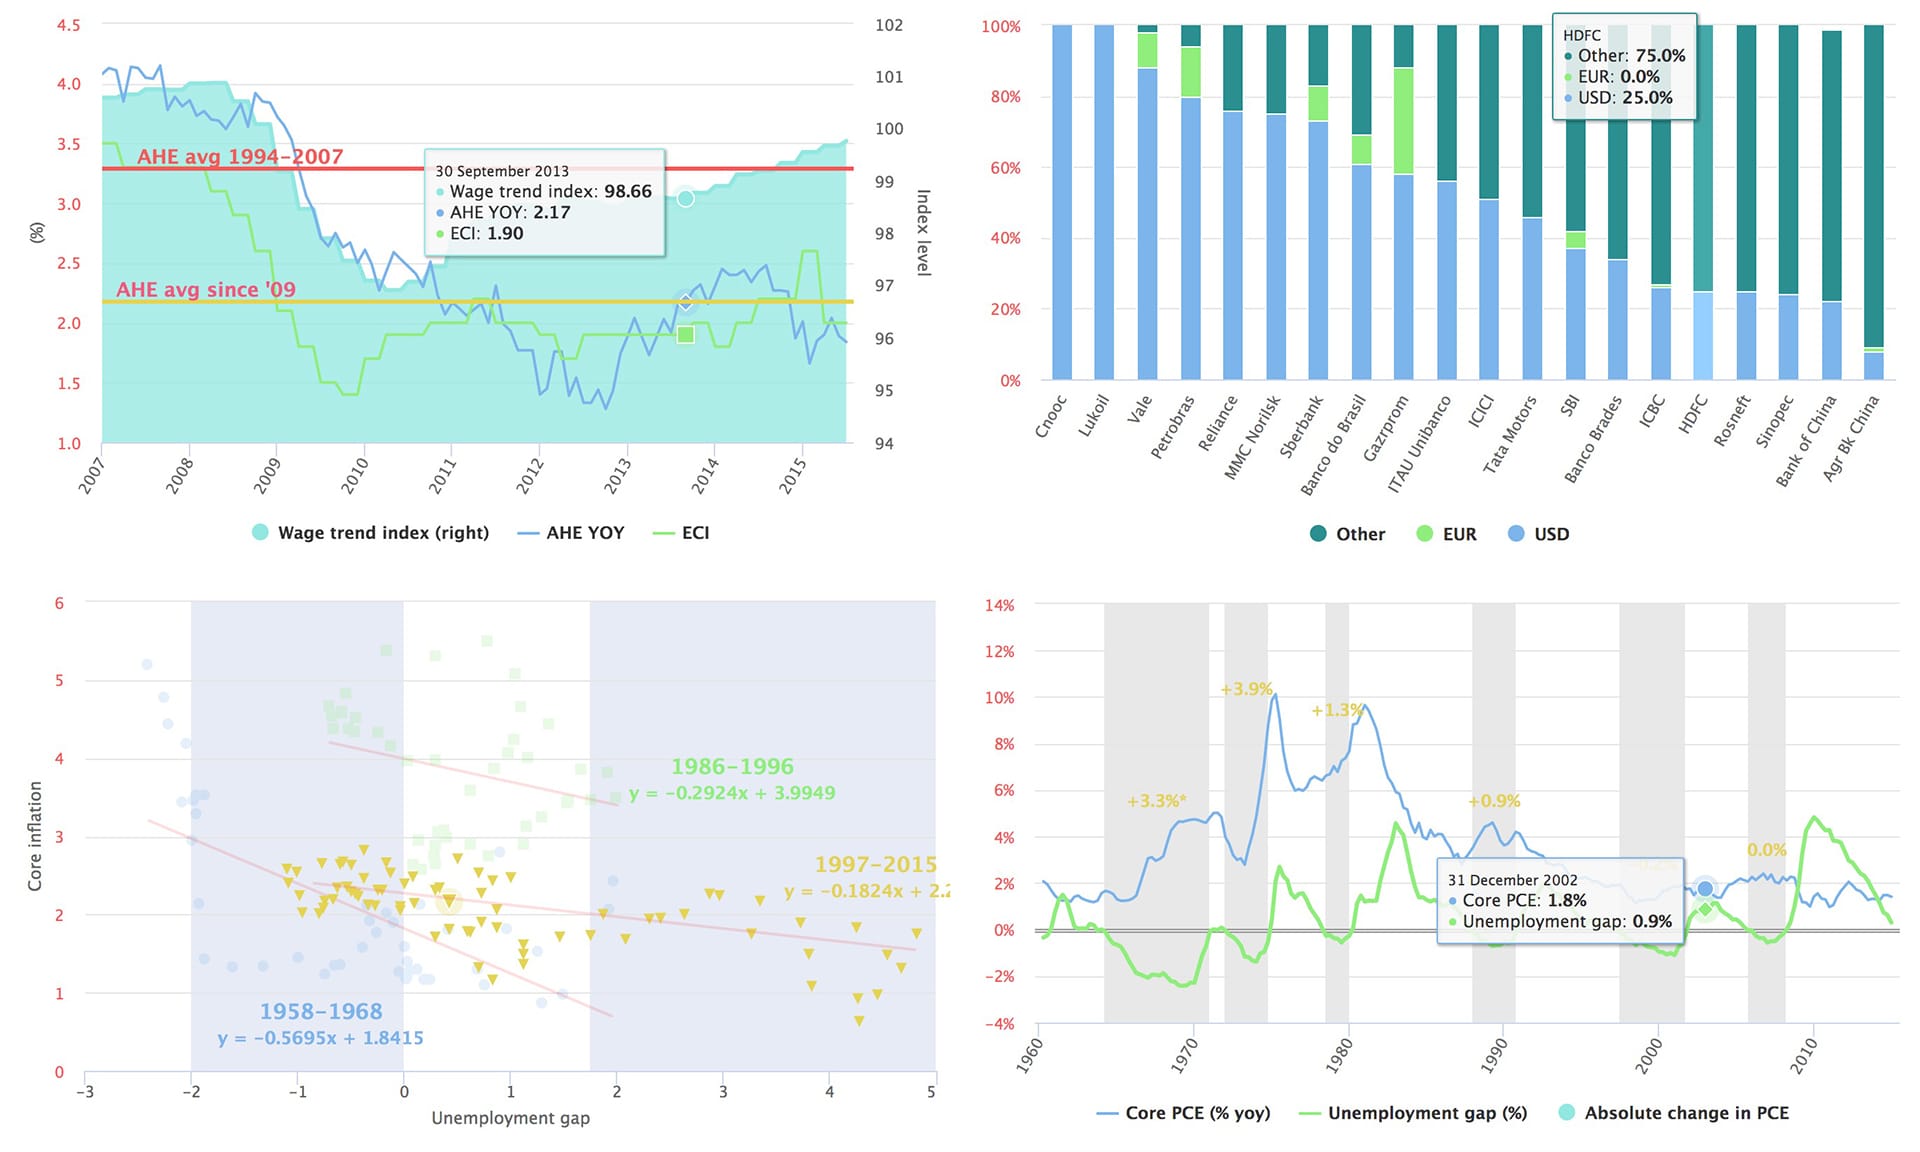 4.5
4.0
3.5
3.0
2.5
2.0
1.5
1.0
(%)
102
101
100
99
98
97
96
95
94
Index level
AHE avg 1994-2007
AHE avg since '09
30 September 2013
Wage trend index: 98.66
AHE YOY: 2.17
ECI: 1.90
2007
2008
2009
2010
2011
2012
2013
2014
2015
Wage trend index (right)
AHE YOY
ECI
100%
80%
60%
40%
20%
0%
HDFC
Other: 75.0%
EUR: 0.0%
USD: 25.0%
Cnooc
Lukoil
Vale
Petrobras
Reliance
MMC Norilsk
Sberbank
Banco do Brasil
Gazrprom
ITAU Unibanco
ICICI
Tata Motors
SBI
Banco Brades
ICBC
HDFC
Rosneft
Sinopec
Bank of China
Agr Bk China
Other
EUR
USD
6
5
4
3
2
1
0
Core inflation
1986-1996
y = -0.2924x + 3.9949
1997-2015
y = -0.1824x + 2.2
1958-1968
y = -0.5695x + 1.8415
-3
-2
-1
0
1
2
3
4
5
Unemployment gap
14%
12%
10%
8%
6%
4%
2%
0%
-2%
-4%
+3.3%*
+3.9%
+1.3%
+0.9%
0.0%
31 December 2002
Core PCE: 1.8%
Unemployment gap: 0.9%
1960
1970
1980
1990
2000
2010
Core PCE (% yoy)
Unemployment gap (%)
Absolute change in PCE